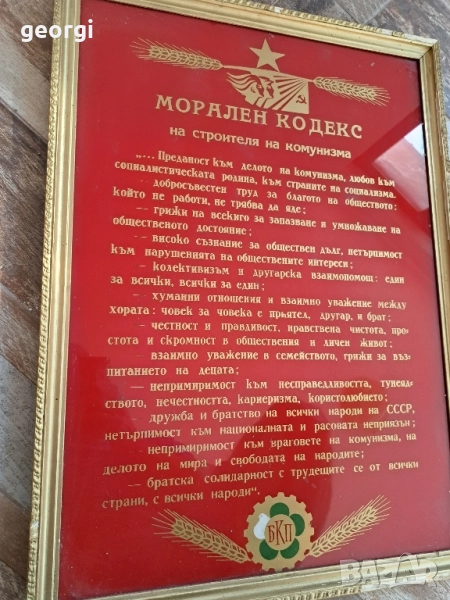 georgi
МОРАЛЕН КОДЕКС
на строителя на комунизма
„... Преданост към делото на комунизма, любов към
социалистическата родина, към страните на социализма.
- добросъвестен труд за благото на обществото:
който не работи, не трябва да яде;
— грижи на всекиго за запазване и умножаване на
общественото достояние;
— високо съзнание за обществен дълг, нетърпимост
към нарушенията на обществените интереси;
- колективизъм и другарска взаимопомощ: един
за всички, всички за един;
- хуманни отношения и взаимно уважение между
хората: човек за човека е приятел, другар, и брат;
- честност и правдивост, нравствена чистота, про-
стота и скромност в обществения и личен живот;
- взаимно уважение в семейството, грижи за въз-
питанието на децата;
— непримиримост към несправедливостта, тунеяд-
ството, нечестността, кариеризма, користолюбието;
- дружба и братство на всички народи на СССР,
нетърпимост към националната и расовата неприязън;
- непримиримост към враговете на комунизма, на
делото на мира и свободата на народите;
— братска солидарност с трудещите се от всички
страни, с всички народи“.
БКП
BAZAR